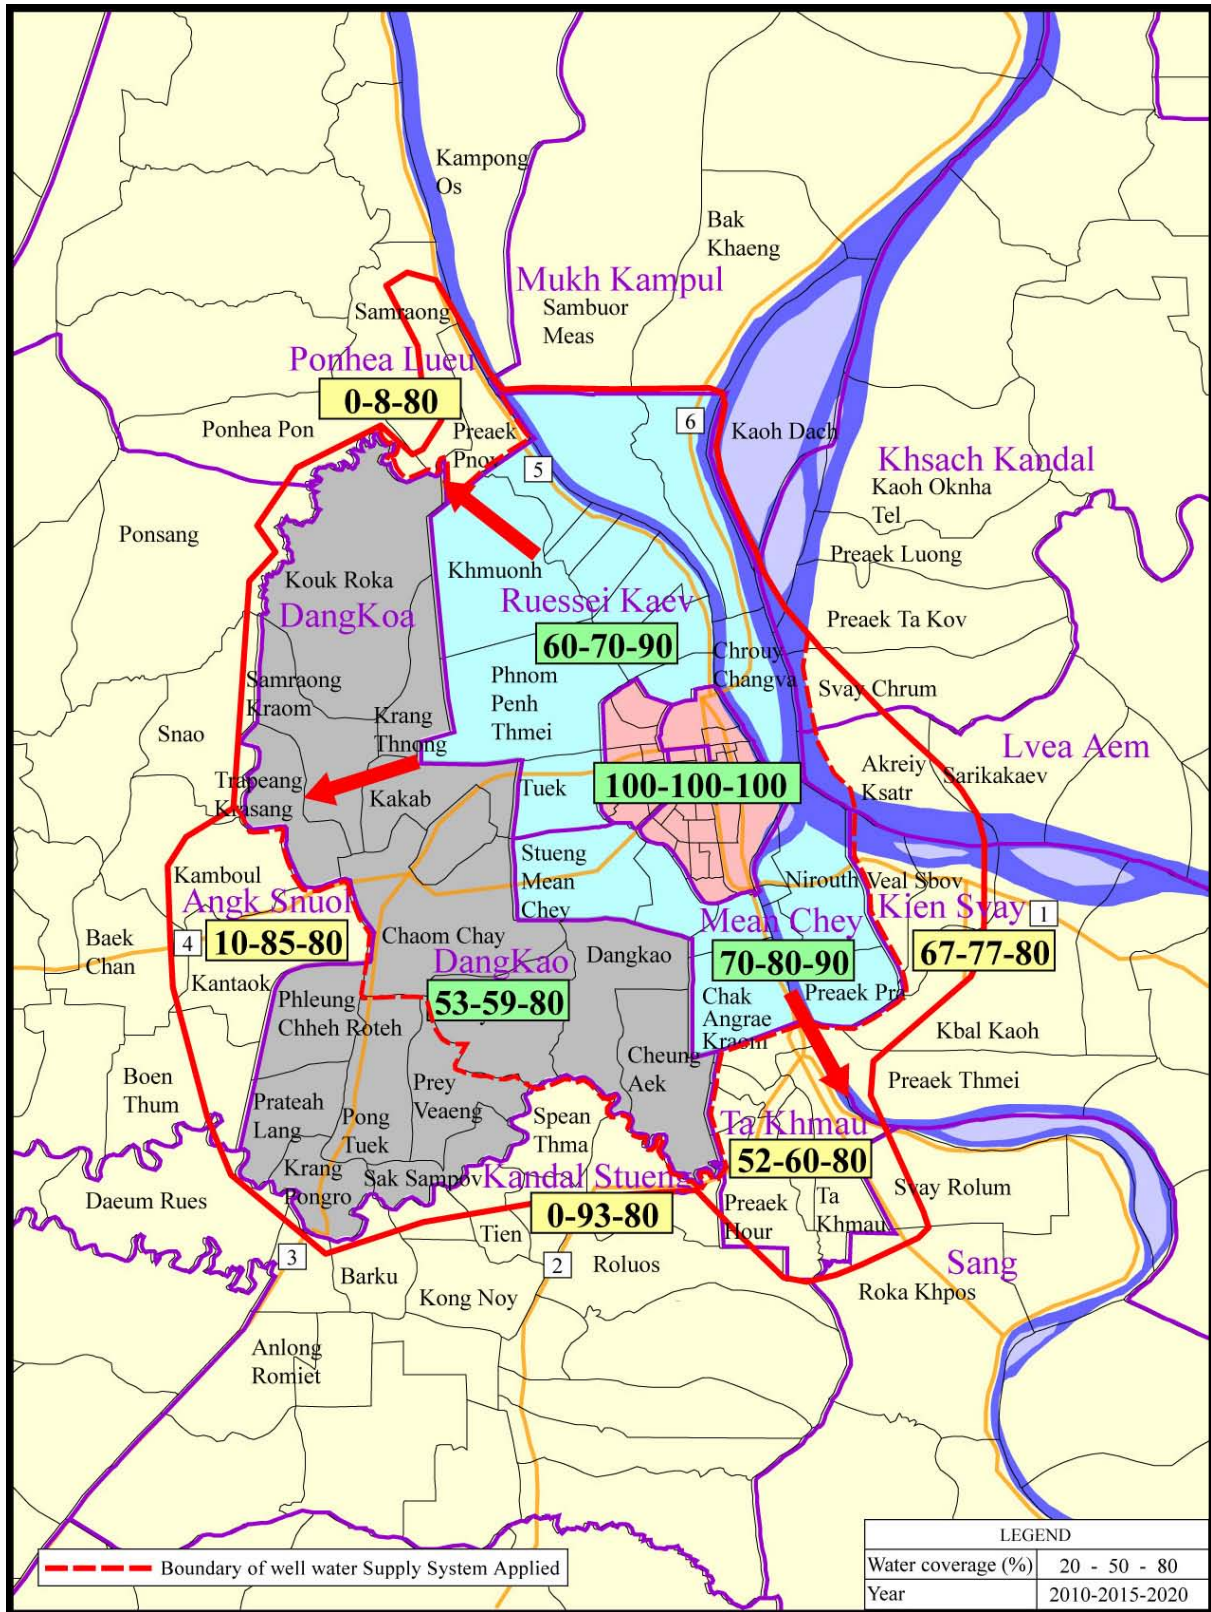 Kampong
Os
Bak
Khaeng
Mukh Kampul
Sambuor
Meas
Samraong
Ponhea Lueu
0-8-80
Ponhea Pon
Preaek
Pnov
6
Kaoh Dach
5
Khsach Kandal
Kaoh Oknha
Tel
Ponsang
Preaek Luong
Kouk Roka
Khmuonh
DangKoa
Ruessei Kaev
60-70-90
Preaek Ta Kov
Chrouy
Changva
Phnom
Penh
Thmei
Svay Chrum
Samraong
Kraom
Krang
Thnong
Snao
Lvea Aem
Akreiy
Ksatr
Sarikakaev
Trapeang
Krasang
Kakab
Tuek
100-100-100
Stueng
Mean
Chey
Kamboul
Nirouth
Veal Sbov
Angk Snuol
10-85-80
4
Baek
Chan
Kantaok
Chaom Chay
DangKao
53-59-80
Dangkao
Mean Chey
70-80-90
Kien Svay
1
67-77-80
Phleung
Chheh Roteh
Chak
Angrae
Kraom
Preaek Pra
Kbal Kaoh
Cheung
Aek
Preaek Thmei
Boen
Thum
Prateah
Lang
Pong
Tuek
Prey
Veaeng
Spean
Thma
Ta Khmau
52-60-80
Krang
Pongro
Sak Sampov
Kandal Stueng
0-93-80
Daeum Rues
Preaek
Hour
Ta
Khmau
Svay Rolum
Tien
3
2
Roluos
Sang
Barku
Kong Noy
Roka Khpos
Anlong
Romiet
Boundary of well water Supply System Applied
LEGEND
Water coverage (%) 20 - 50 - 80
Year 2010-2015-2020